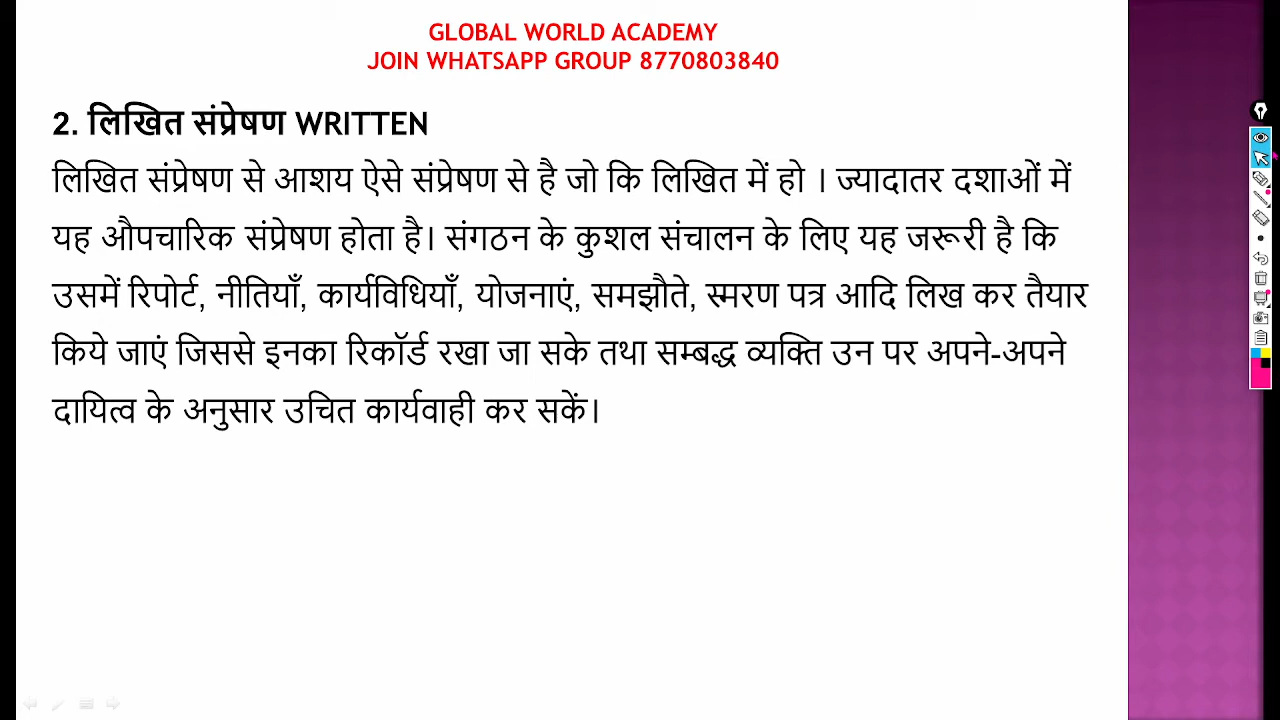 GLOBAL WORLD ACADEMY
JOIN WHATSAPP GROUP 8770803840
2. लिखित संप्रेषण WRITTEN
लिखित संप्रेषण से आशय ऐसे संप्रेषण से है जो कि लिखित में हो । ज्यादातर दशाओं में
यह औपचारिक संप्रेषण होता है। संगठन के कुशल संचालन के लिए यह जरूरी है कि
उसमें रिपोर्ट, नीतियाँ, कार्यविधियाँ, योजनाएं, समझौते, स्मरण पत्र आदि लिख कर तैयार
किये जाएं जिससे इनका रिकॉर्ड रखा जा सके तथा सम्बद्ध व्यक्ति उन पर अपने-अपने
दायित्व के अनुसार उचित कार्यवाही कर सकें।